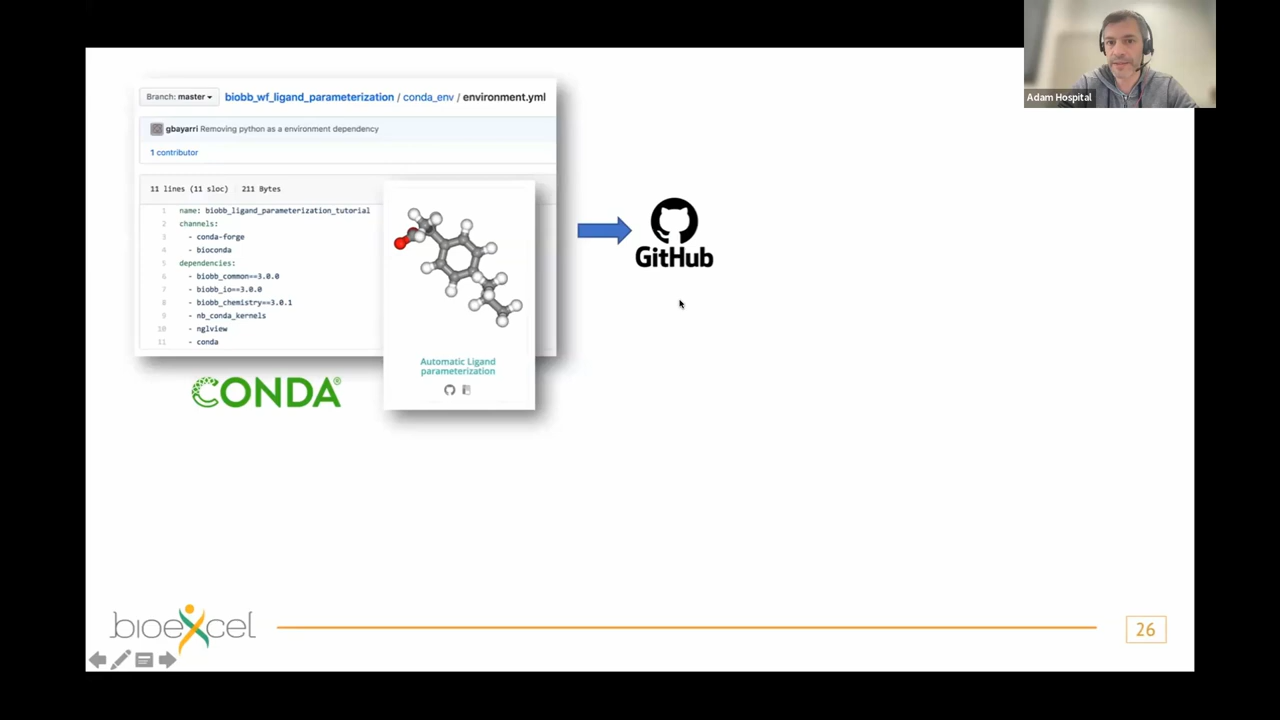 Adam Hospital
Branch: master
biobb_wf_ligand_parameterization / conda_env / environment.yml
gbayarri Removing python as a environment dependency
1 contributor
11 lines (11 sloc) 211 Bytes
1 name: biobb_ligand_parameterization_tutorial
2 channels:
3 - conda-forge
4 - bioconda
5 dependencies:
6 - biobb_common==3.0.0
7 - biobb_io==3.0.0
8 - biobb_chemistry==3.0.1
9 - nb_conda_kernels
10 - nglview
11 - conda
CONDA®
Automatic Ligand
parameterization
GitHub
bioexcel
26